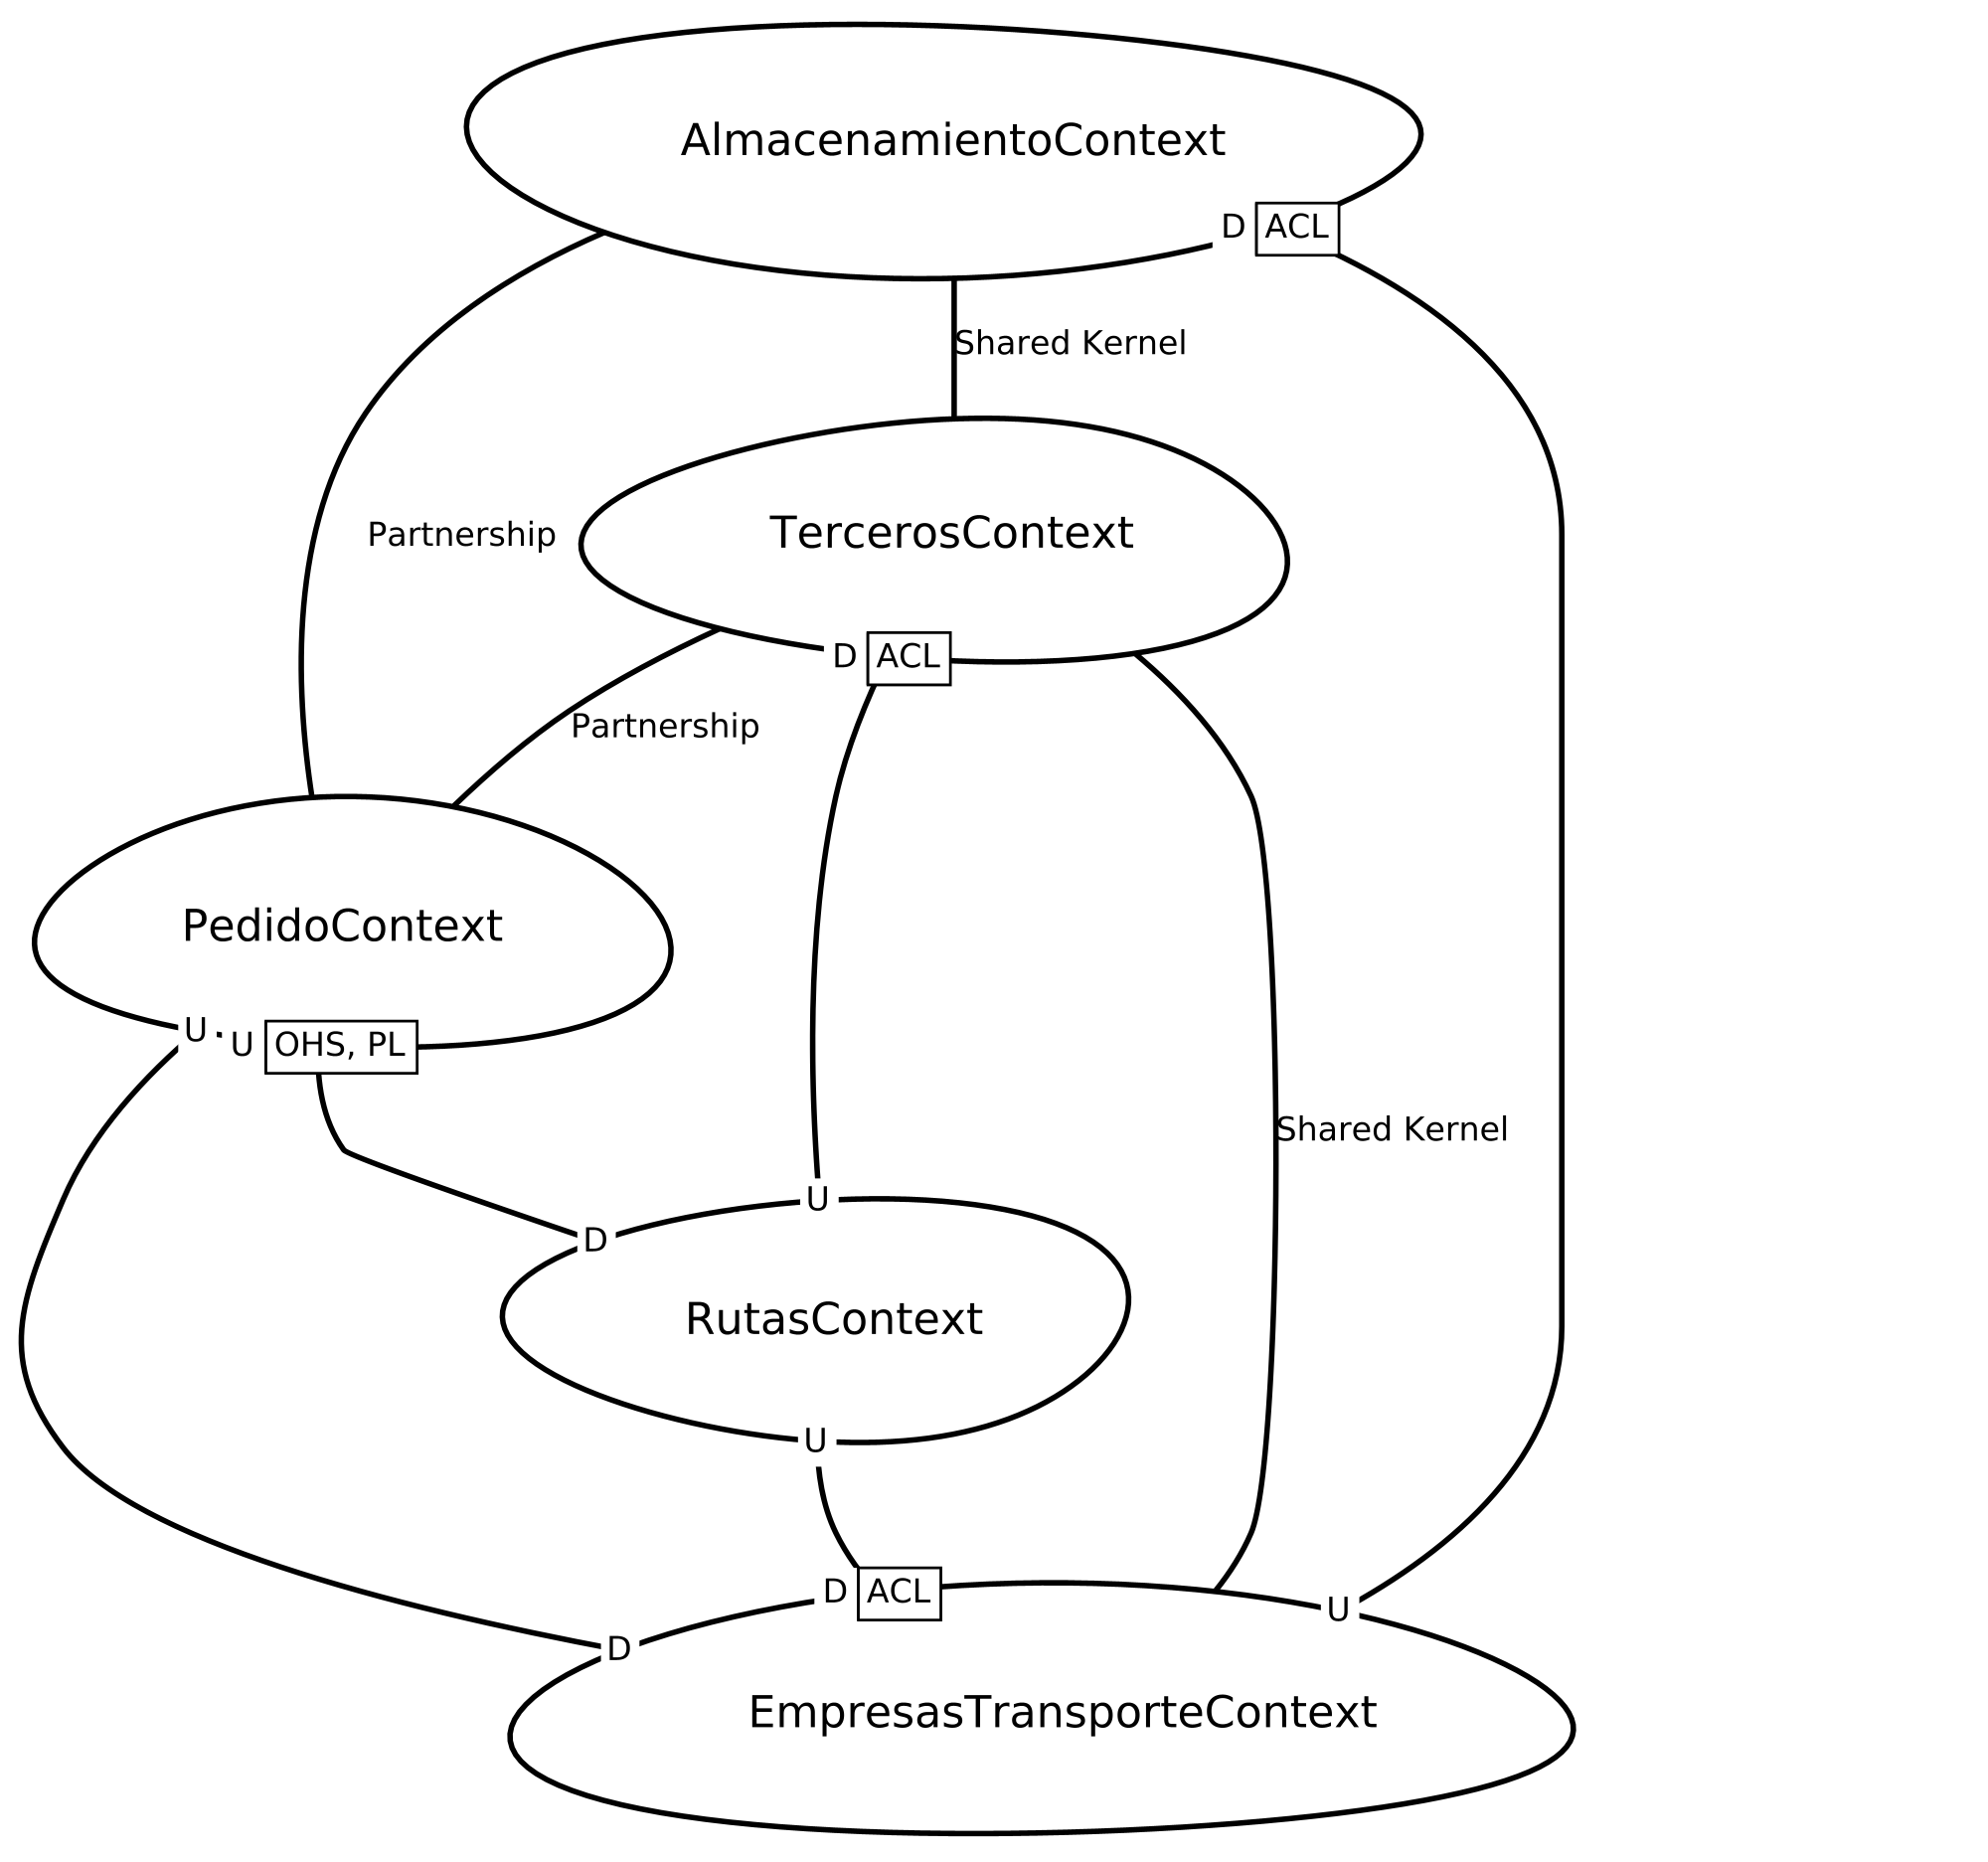 AlmacenamientoContext
D ACL
Shared Kernel
Partnership
TercerosContext
D ACL
Partnership
PedidoContext
U U OHS, PL
Shared Kernel
U
D
RutasContext
U
D ACL
U
D
EmpresasTransporteContext